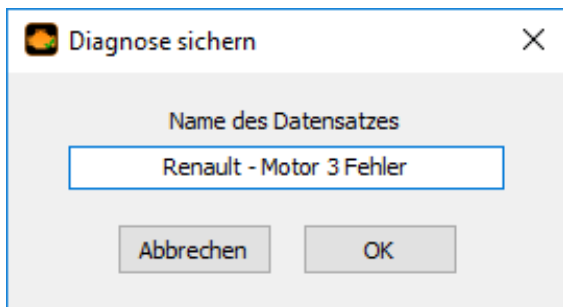 Diagnose sichern
Name des Datensatzes
Renault - Motor 3 Fehler
Abbrechen OK